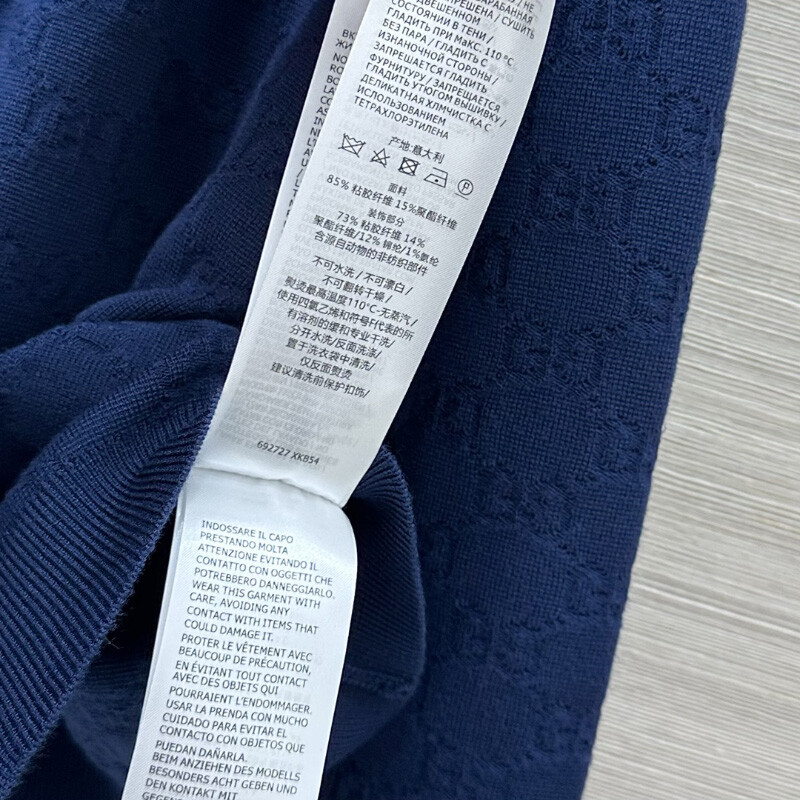 СОСТОЯНИИ В ТЕНИ /
ГЛАДИТЬ ПРИ МАКС. 110 °C
БЕЗ ПАРА / ГЛАДИТЬ С
ИЗНАНОЧНОЙ СТОРОНЫ /
ЗАПРЕЩАЕТСЯ ГЛАДИТЬ
ФУРНИТУРУ / ЗАПРЕЩАЕТСЯ
ГЛАДИТЬ УТЮГОМ ВЫШИВКУ /
ДЕЛИКАТНАЯ ХИМЧИСТКА С
ИСПОЛЬЗОВАНИЕМ
ТЕТРАХЛОРЭТИЛЕНА
产地:意大利
P
面料
85% 粘胶纤维 15%聚酯纤维
装饰部分
73% 粘胶纤维 14%
聚酯纤维/12% 锦纶/1%氨纶
含源自动物的非纺织部件
不可水洗 / 不可漂白 /
不可翻转干燥 /
熨烫最高温度110°C-无蒸汽/
使用四氯乙烯和符号F代表的所
有溶剂的缓和专业干洗/
分开水洗/反面洗涤/
置于洗衣袋中清洗/
仅反面熨烫
建议清洗前保护扣饰/
692727 XKB54
INDOSSARE IL CAPO
PRESTANDO MOLTA
ATTENZIONE EVITANDO IL
CONTATTO CON OGGETTI CHE
POTREBBERO DANNEGGIARLO.
WEAR THIS GARMENT WITH
CARE, AVOIDING ANY
CONTACT WITH ITEMS THAT
COULD DAMAGE IT.
PROTER LE VÊTEMENT AVEC
BEAUCOUP DE PRÉCAUTION,
EN ÉVITANT TOUT CONTACT
AVEC DES OBJETS QUI
POURRAIENT L'ENDOMMAGER.
USAR LA PRENDA CON MUCHO
CUIDADO PARA EVITAR EL
CONTACTO CON OBJETOS QUE
PUEDAN DAÑARLA.
BEIM ANZIEHEN DES MODELLS
BESONDERS ACHT GEBEN UND
DEN KONTAKT MIT